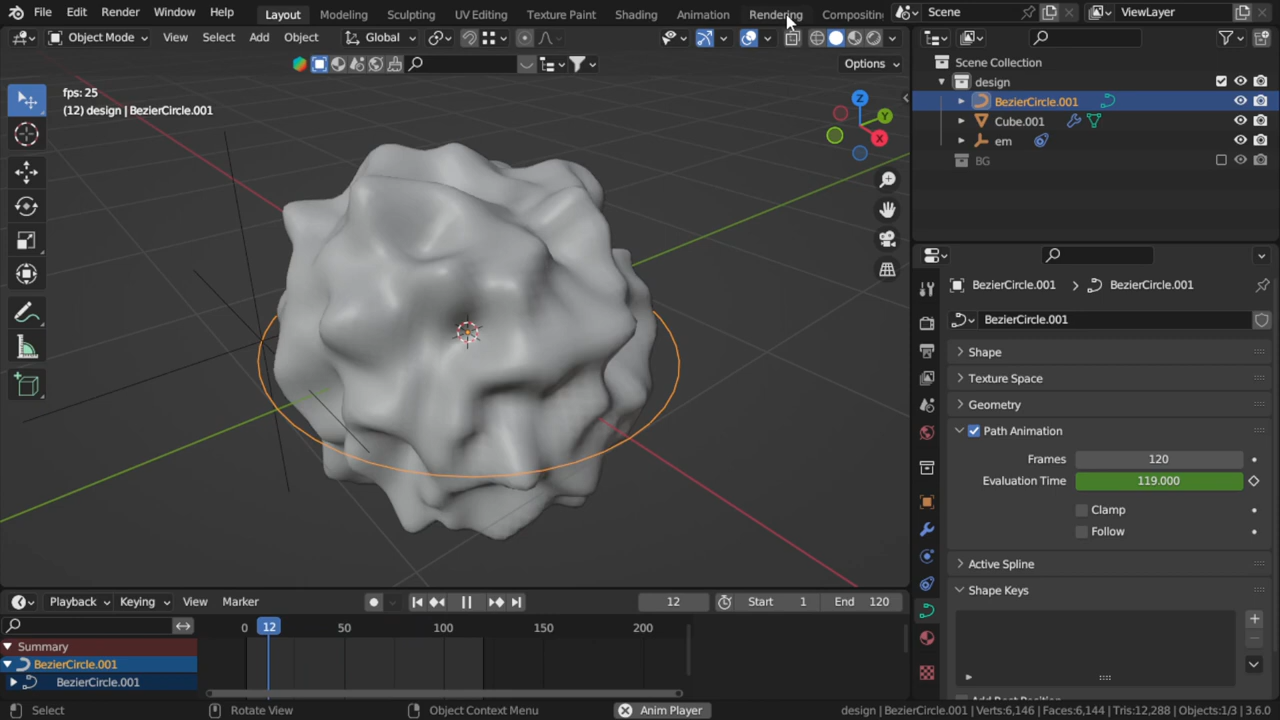 File Edit Render Window Help Layout Modeling Sculpting UV Editing Texture Paint Shading Animation Rendering Compositin Scene ViewLayer
Object Mode View Select Add Object Global
Options
fps: 25
(12) design | BezierCircle.001
Z
Y
X
Scene Collection
design
BezierCircle.001
Cube.001
em
BG
BezierCircle.001 BezierCircle.001
BezierCircle.001
Shape
Texture Space
Geometry
Path Animation
Frames 120
Evaluation Time 119.000
Clamp
Follow
Active Spline
Shape Keys
Playback Keying View Marker 12 Start 1 End 120
0 12 50 100 150 200
Summary
BezierCircle.001
BezierCircle.001
Select Rotate View Object Context Menu Anim Player design | BezierCircle.001 | Verts:6,146 | Faces:6,144 | Tris:12,288 | Objects:1/3 | 3.6.0